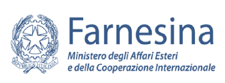 Farnesina
Ministero degli Affari Esteri
e della Cooperazione Internazionale